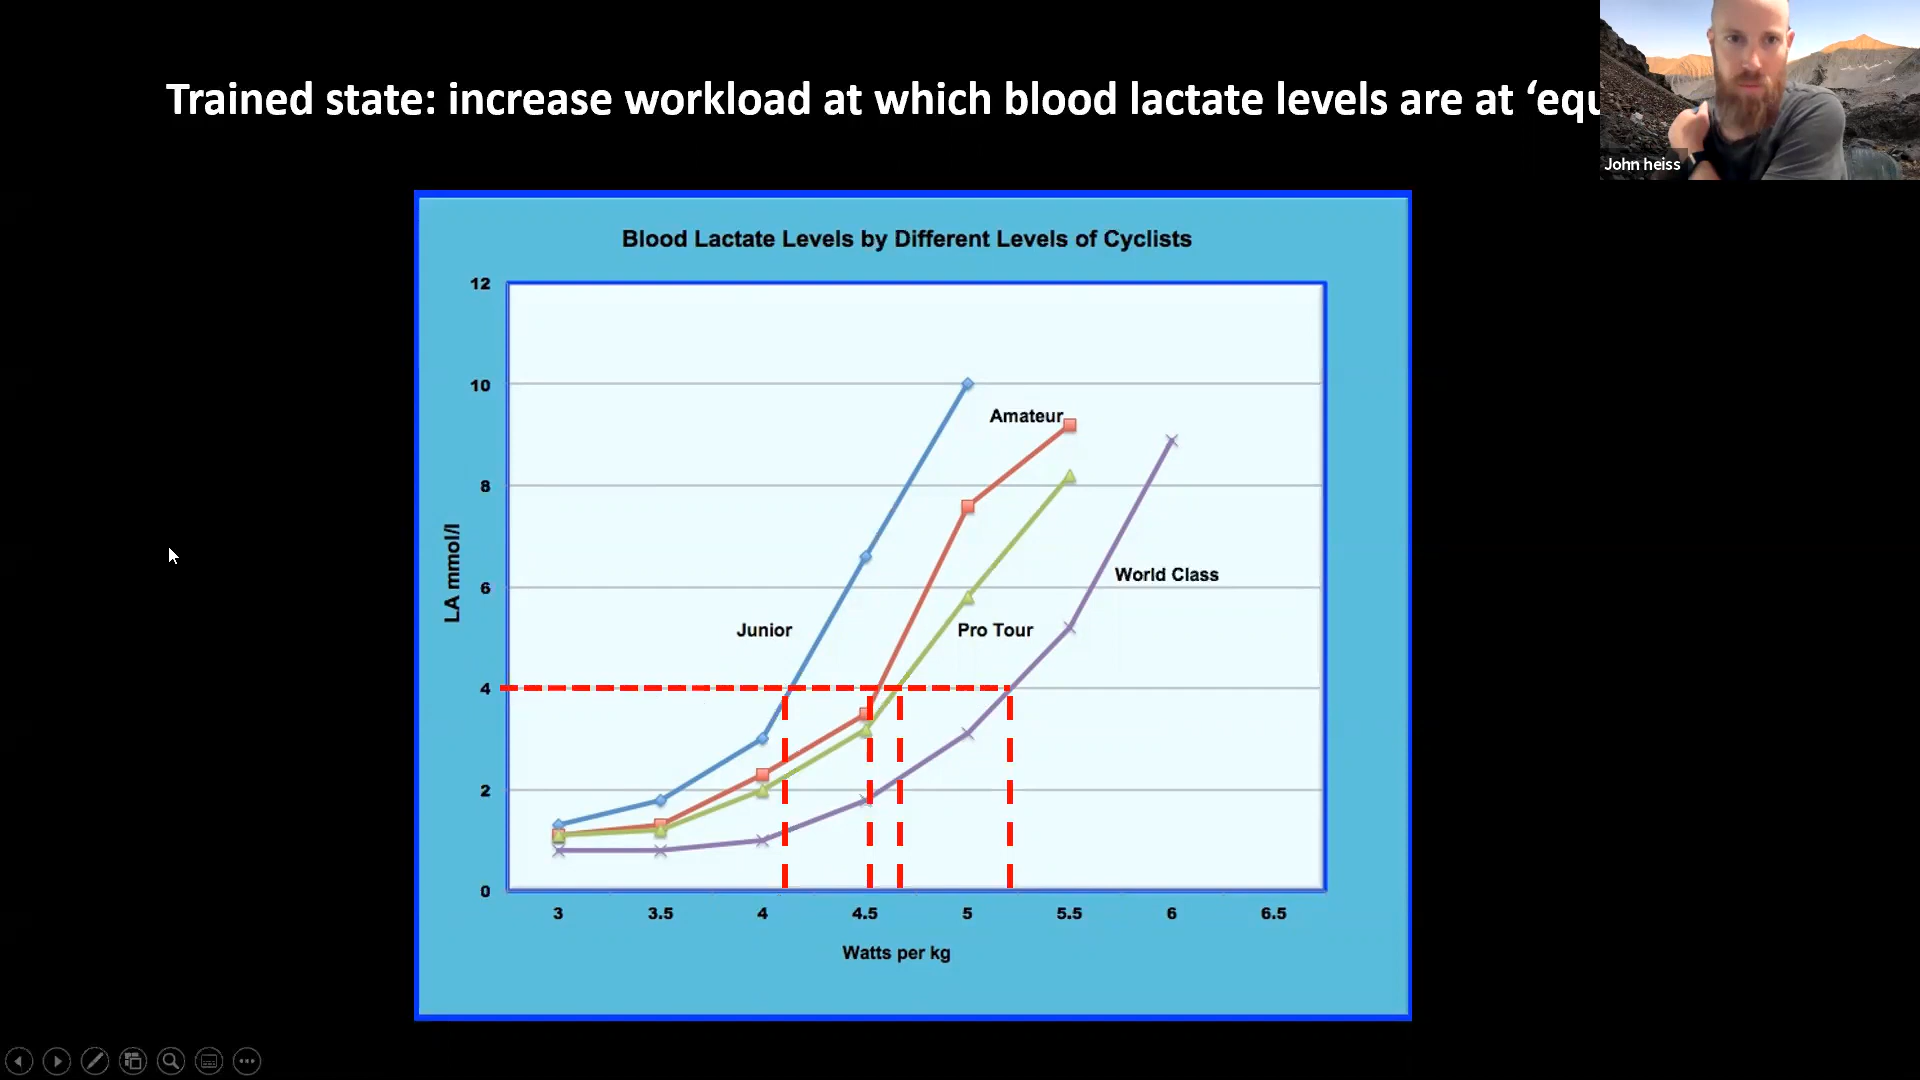 Trained state: increase workload at which blood lactate levels are at ‘equ
John heiss
Blood Lactate Levels by Different Levels of Cyclists
12
10
8
6
4
2
0
LA mmol/l
Amateur
World Class
Junior
Pro Tour
3 3.5 4 4.5 5 5.5 6 6.5
Watts per kg